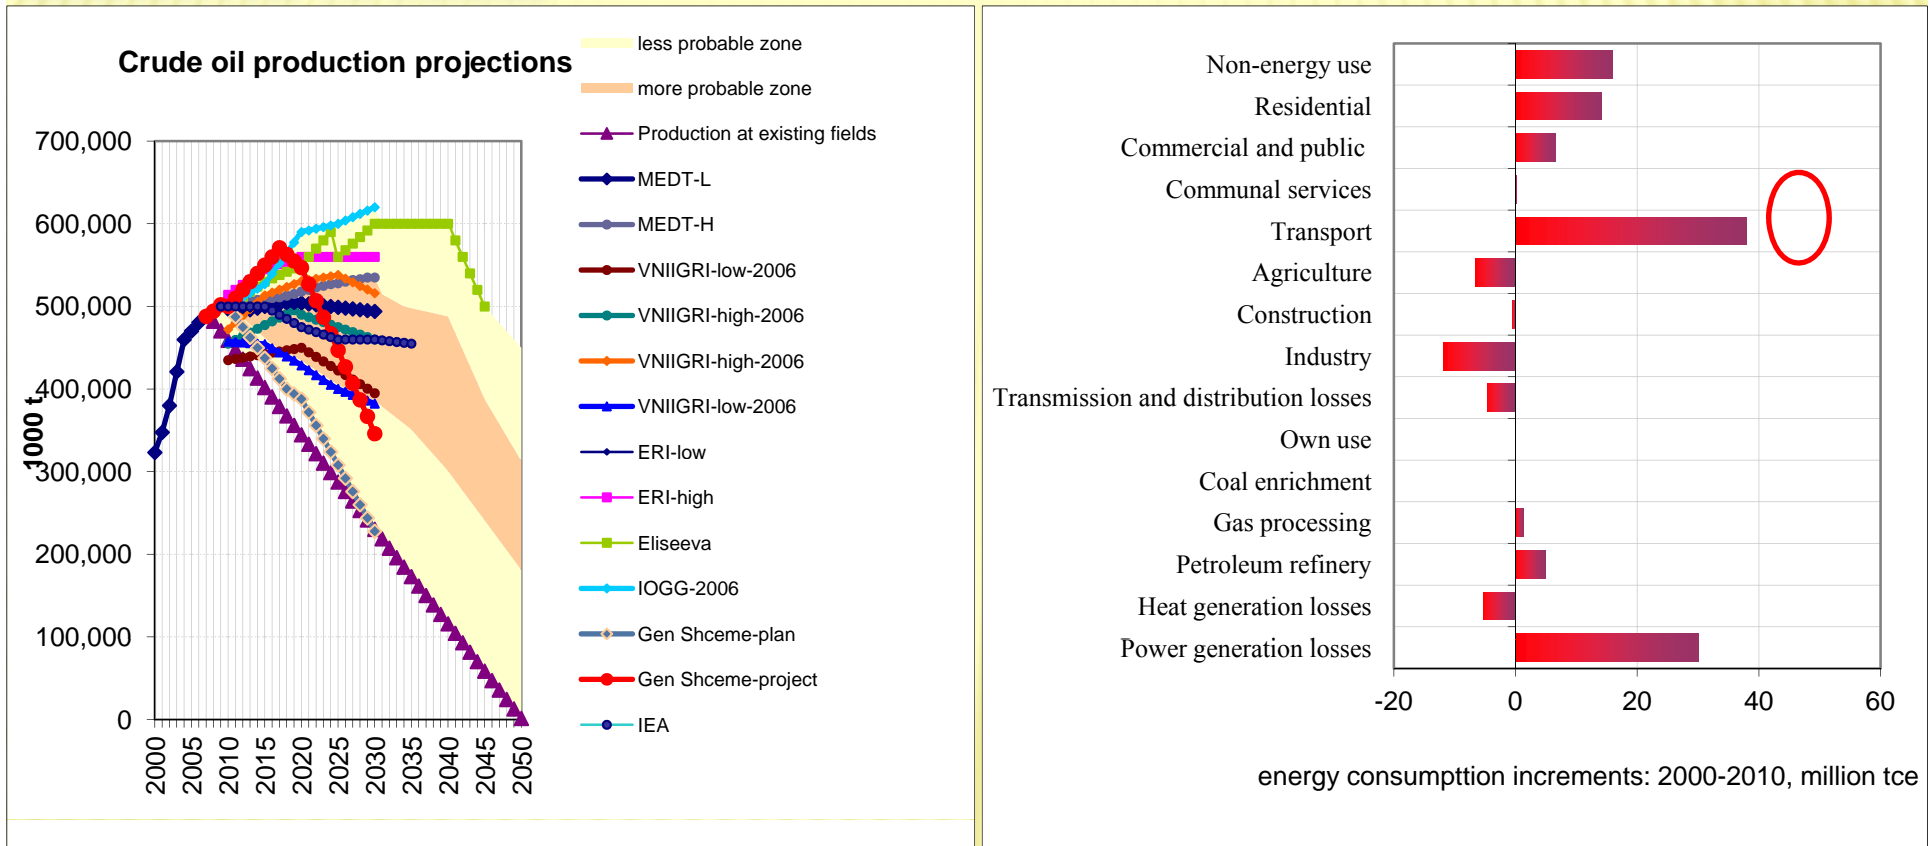 Crude oil production projections
1000 t
700,000
600,000
500,000
400,000
300,000
200,000
100,000
0
2000
2005
2010
2015
2020
2025
2030
2035
2040
2045
2050
less probable zone
more probable zone
Production at existing fields
MEDT-L
MEDT-H
VNIIGRI-low-2006
VNIIGRI-high-2006
VNIIGRI-high-2006
VNIIGRI-low-2006
ERI-low
ERI-high
Eliseeva
IOGG-2006
Gen Shceme-plan
Gen Shceme-project
IEA
Non-energy use
Residential
Commercial and public
Communal services
Transport
Agriculture
Construction
Industry
Transmission and distribution losses
Own use
Coal enrichment
Gas processing
Petroleum refinery
Heat generation losses
Power generation losses
-20
0
20
40
60
energy consumpttion increments: 2000-2010, million tce